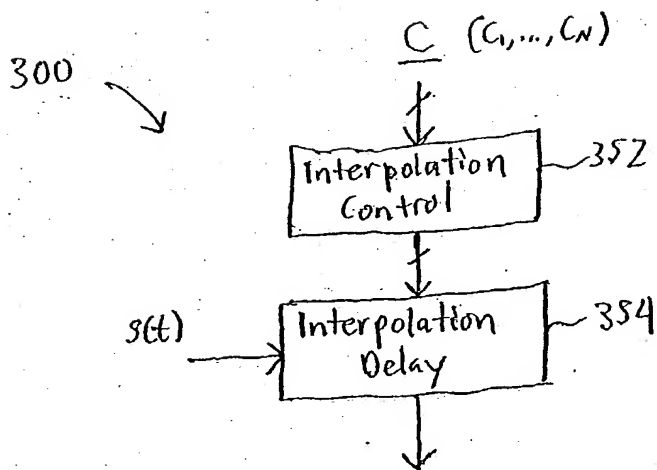 C (C1,...,CN)
300
Interpolation
Control
352
s(t)
Interpolation
Delay
354